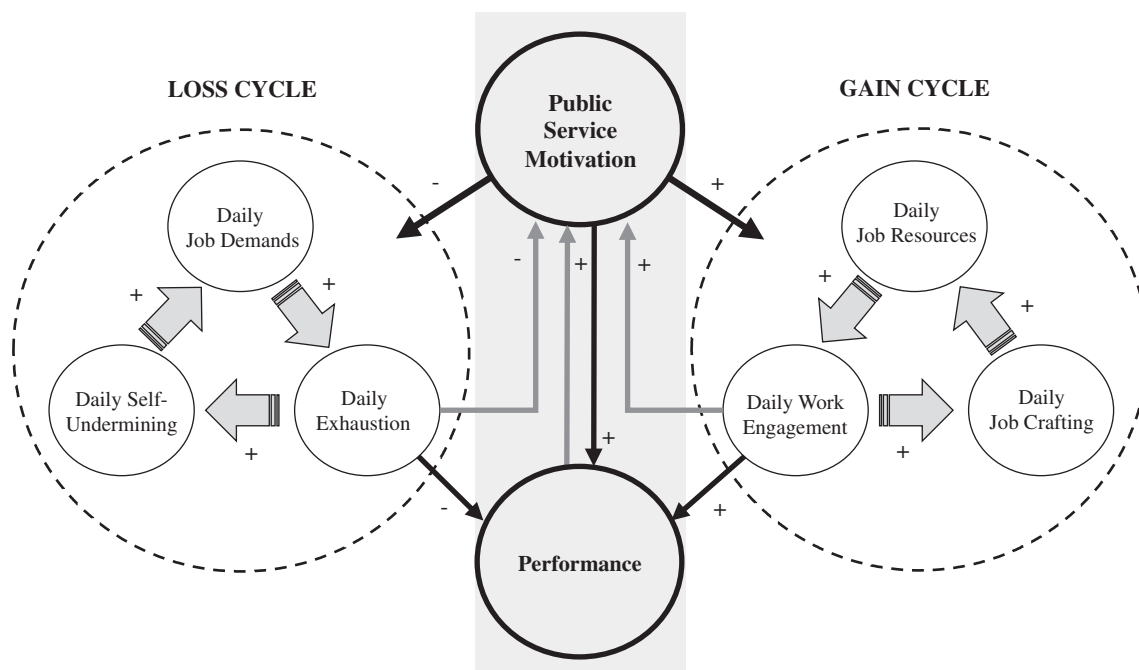 LOSS CYCLE
Public
Service
Motivation
GAIN CYCLE
-
+
Daily
Job Demands
Daily
Job Resources
+
+
-
+
+
+
+
Daily Self-
Undermining
Daily
Exhaustion
Daily Work
Engagement
Daily
Job Crafting
+
+
+
-
+
Performance